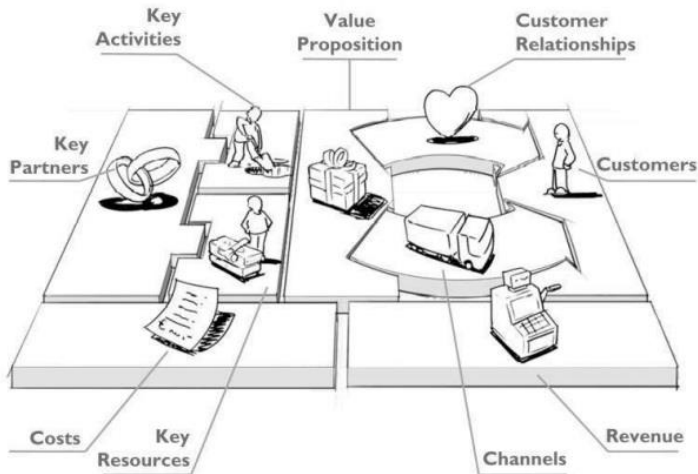 Key
Activities
Value
Proposition
Customer
Relationships
Key
Partners
Customers
Costs
Key
Resources
Channels
Revenue